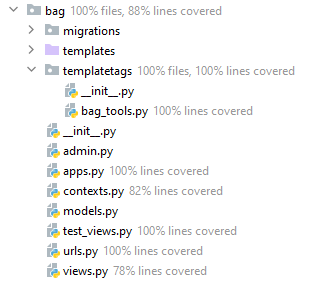 bag 100% files, 88% lines covered
migrations
templates
templatetags 100% files, 100% lines covered
__init__.py
bag_tools.py 100% lines covered
__init__.py
admin.py
apps.py 100% lines covered
contexts.py 82% lines covered
models.py
test_views.py 100% lines covered
urls.py 100% lines covered
views.py 78% lines covered